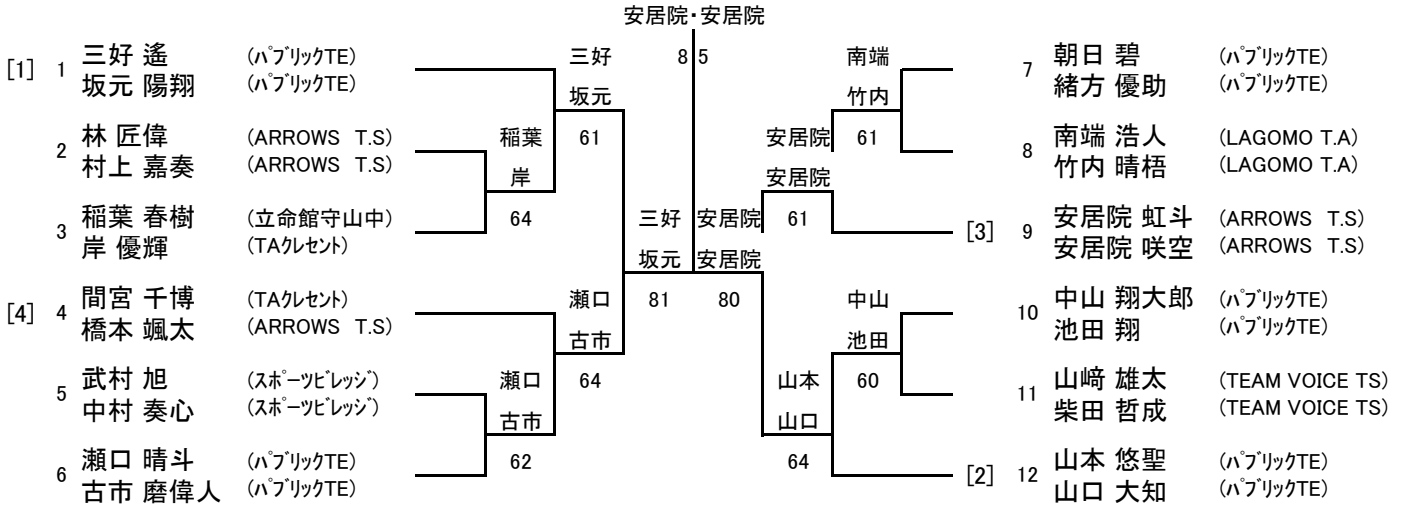 安居院・安居院
8 5
[1] 1 三好 遙 (パブリックTE)
坂元 陽翔 (パブリックTE)
2 林 匠偉 (ARROWS T.S)
村上 嘉奏 (ARROWS T.S)
3 稲葉 春樹 (立命館守山中)
岸 優輝 (TAクレセント)
[4] 4 間宮 千博 (TAクレセント)
橋本 颯太 (ARROWS T.S)
5 武村 旭 (スポーツビレッジ)
中村 奏心 (スポーツビレッジ)
6 瀬口 晴斗 (パブリックTE)
古市 磨偉人 (パブリックTE)
稲葉
岸
64
瀬口
古市
62
三好
坂元
61
瀬口
古市
64
三好
坂元
81
安居院
安居院
80
安居院
安居院
61
山本
山口
64
南端
竹内
61
中山
池田
60
7 朝日 碧 (パブリックTE)
緒方 優助 (パブリックTE)
8 南端 浩人 (LAGOMO T.A)
竹内 晴梧 (LAGOMO T.A)
[3] 9 安居院 虹斗 (ARROWS T.S)
安居院 咲空 (ARROWS T.S)
10 中山 翔大郎 (パブリックTE)
池田 翔 (パブリックTE)
11 山﨑 雄太 (TEAM VOICE TS)
柴田 哲成 (TEAM VOICE TS)
[2] 12 山本 悠聖 (パブリックTE)
山口 大知 (パブリックTE)